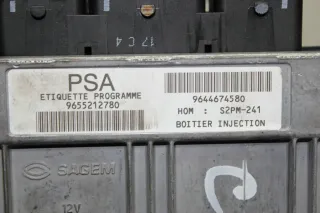 17 C 4
PSA
ETIQUETTE PROGRAMME
9655212780
9644674580
HOM : S2PM-241
BOITIER INJECTION
SAGEM
12V